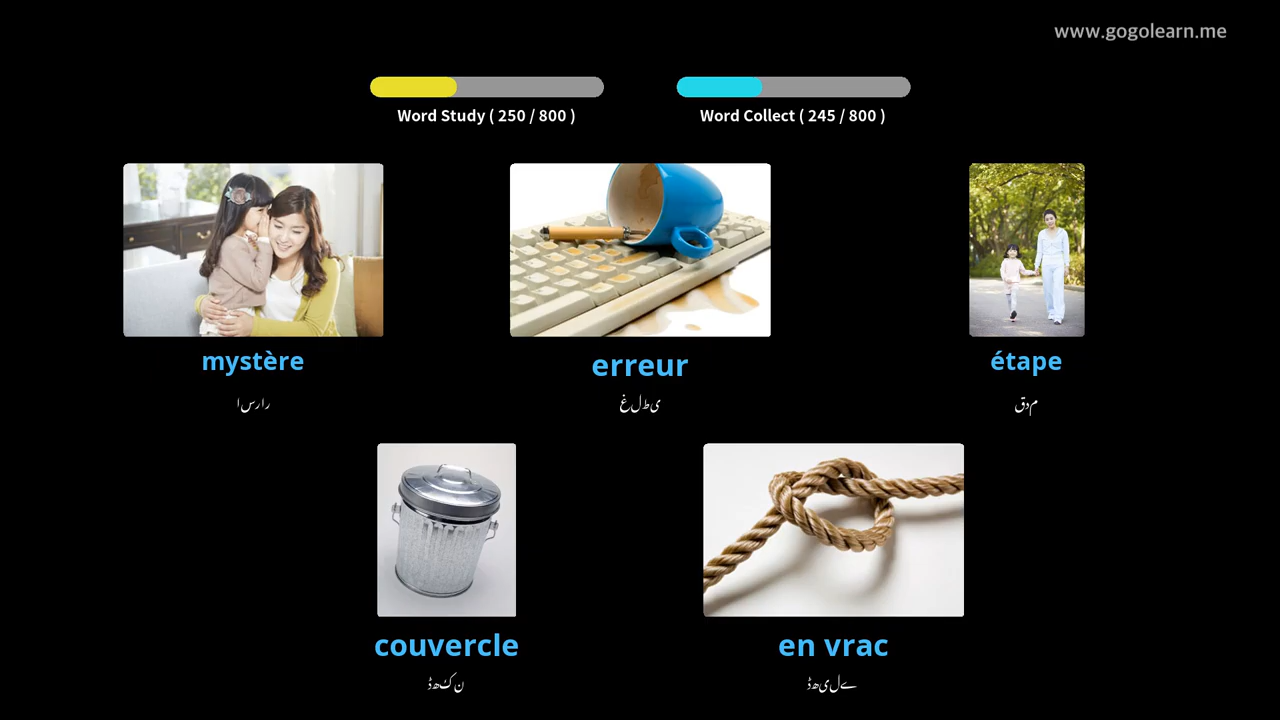 www.gogolearn.me
Word Study ( 250 / 800 )
Word Collect ( 245 / 800 )
mystère
erreur
étape
اسرار
غلطی
قدم
couvercle
en vrac
ڈھکن
ڈھیلے